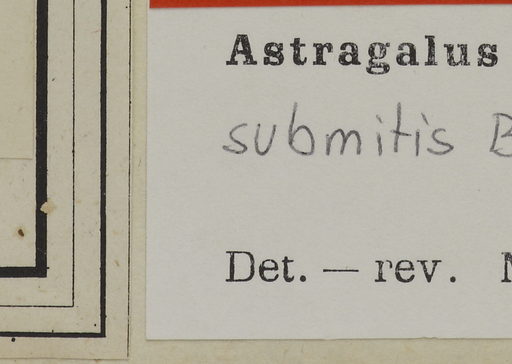 Astragalus
submitis B
Det. — rev.